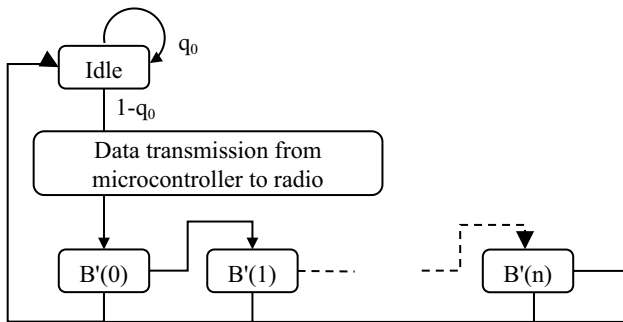 q₀
Idle
1-q₀
Data transmission from
microcontroller to radio
B'(0)
B'(1)
B'(n)